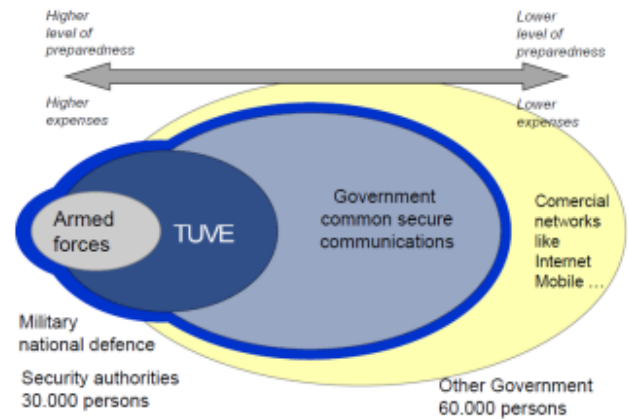 Higher
level of
preparedness
Lower
level of
preparedness
Higher
expenses
Lower
expenses
Armed
forces
TUVE
Government
common secure
communications
Comercial
networks
like
Internet
Mobile ...
Military
national defence
Security authorities
30.000 persons
Other Government
60.000 persons